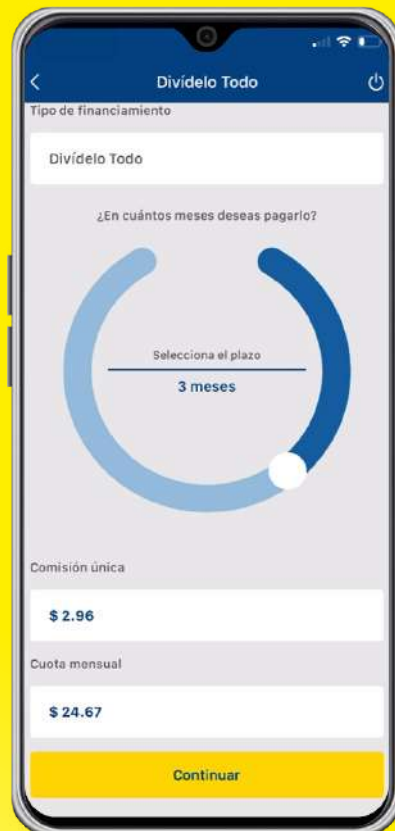 Divídelo Todo
Tipo de financiamiento
Divídelo Todo
¿En cuántos meses deseas pagarlo?
Selecciona el plazo
3 meses
Comisión única
$ 2.96
Cuota mensual
$ 24.67
Continuar